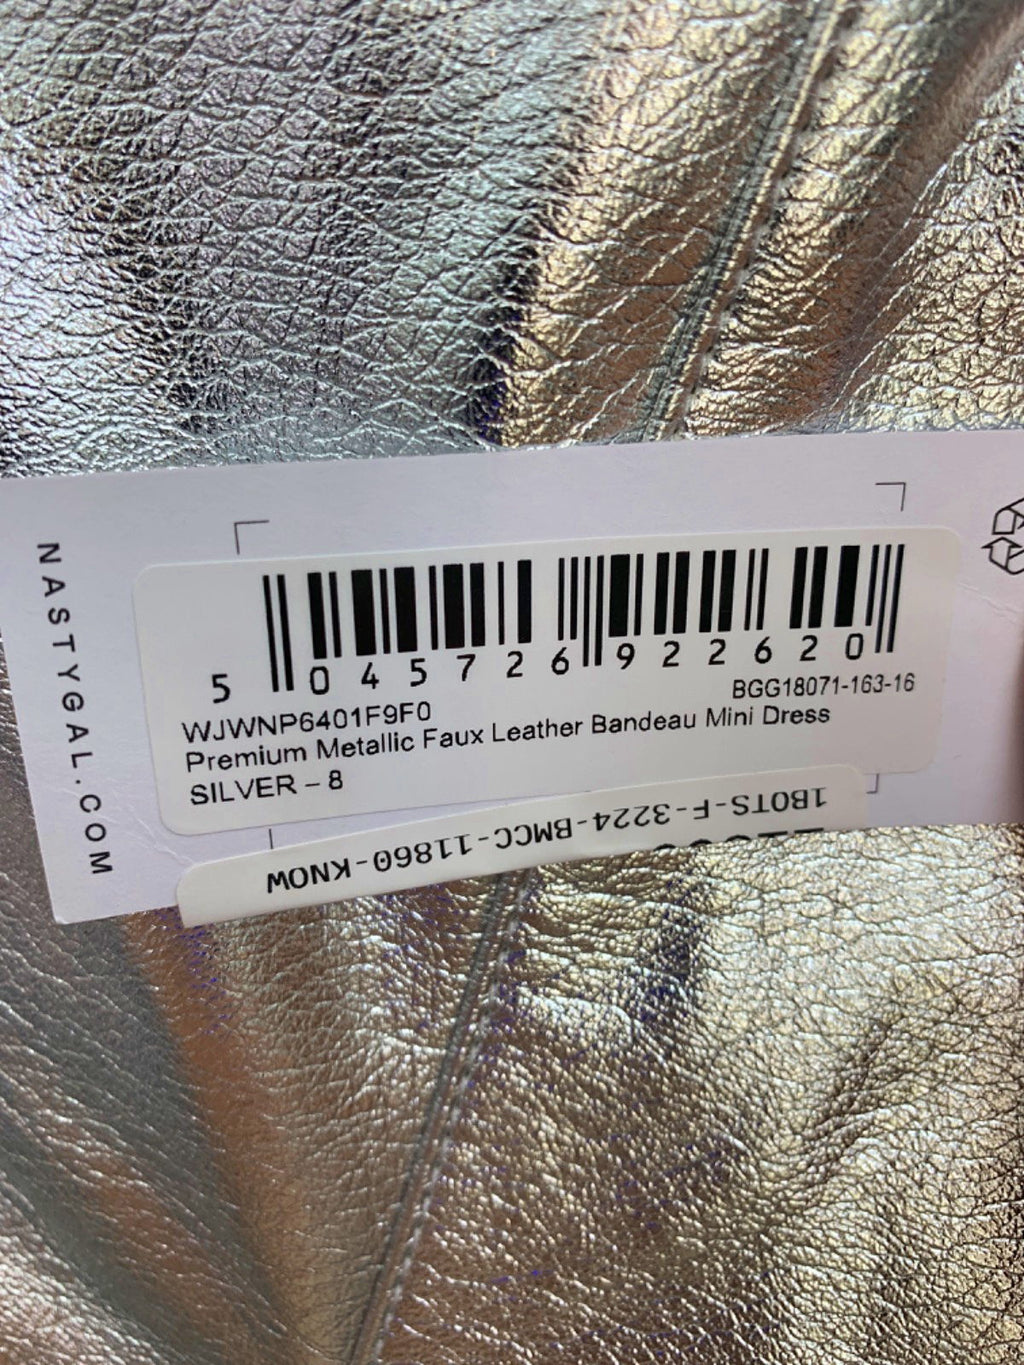 NASTYGAL.COM
5 045726 922620
BGG18071-163-16
WJWNP6401F9F0
Premium Metallic Faux Leather Bandeau Mini Dress
SILVER – 8
1BOTS-F-3224-BMCC-11860-KNOW